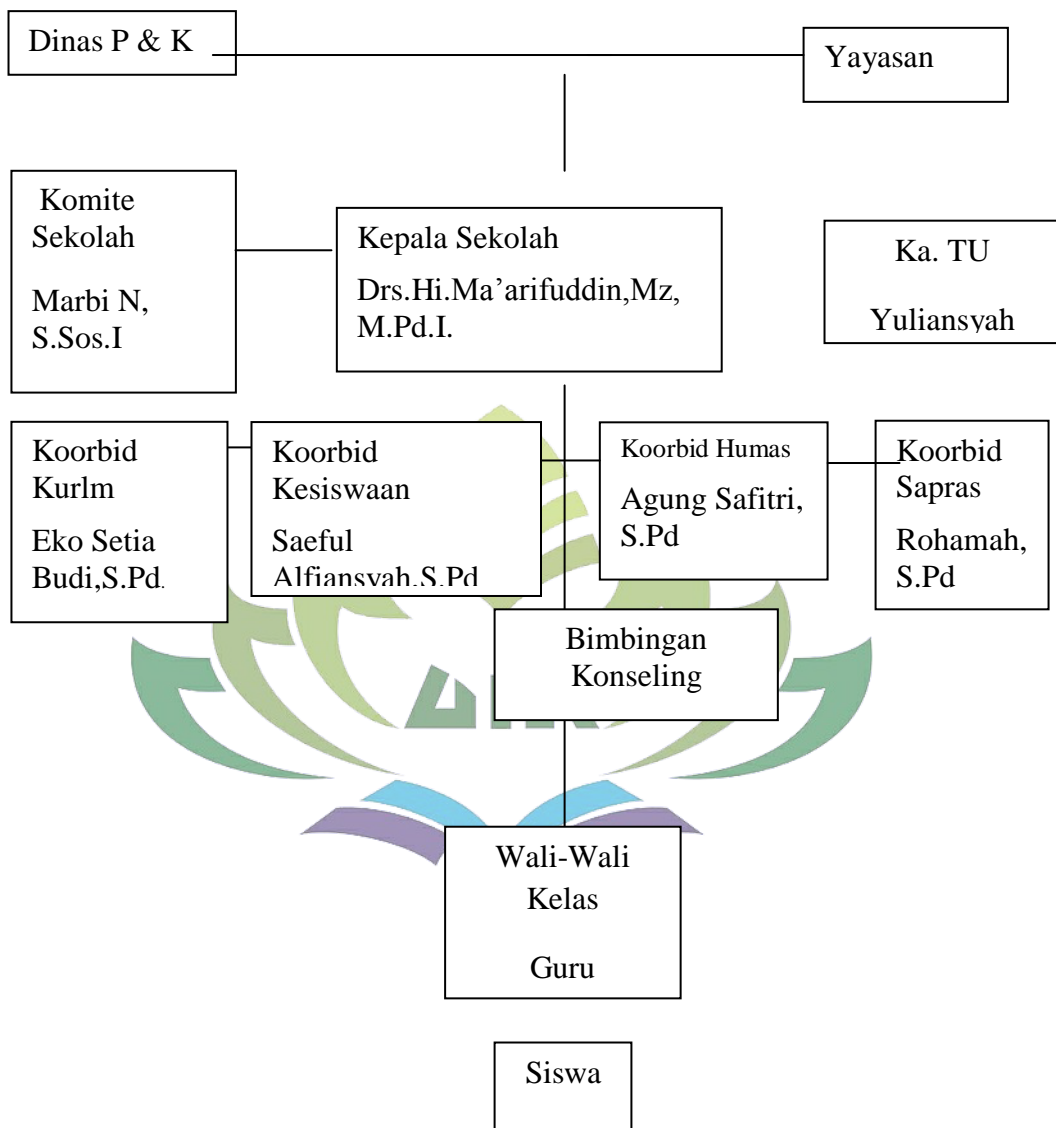 Dinas P & K
Yayasan
Komite
Sekolah
Marbi N,
S.Sos.I
Kepala Sekolah
Drs.Hi.Ma’arifuddin,Mz,
M.Pd.I.
Ka. TU
Yuliansyah
Koorbid
Kurlm
Eko Setia
Budi,S.Pd.
Koorbid
Kesiswaan
Saeful
Alfiansyah,S.Pd
Koorbid Humas
Agung Safitri,
S.Pd
Koorbid
Sapras
Rohamah,
S.Pd
Bimbingan
Konseling
Wali-Wali
Kelas
Guru
Siswa